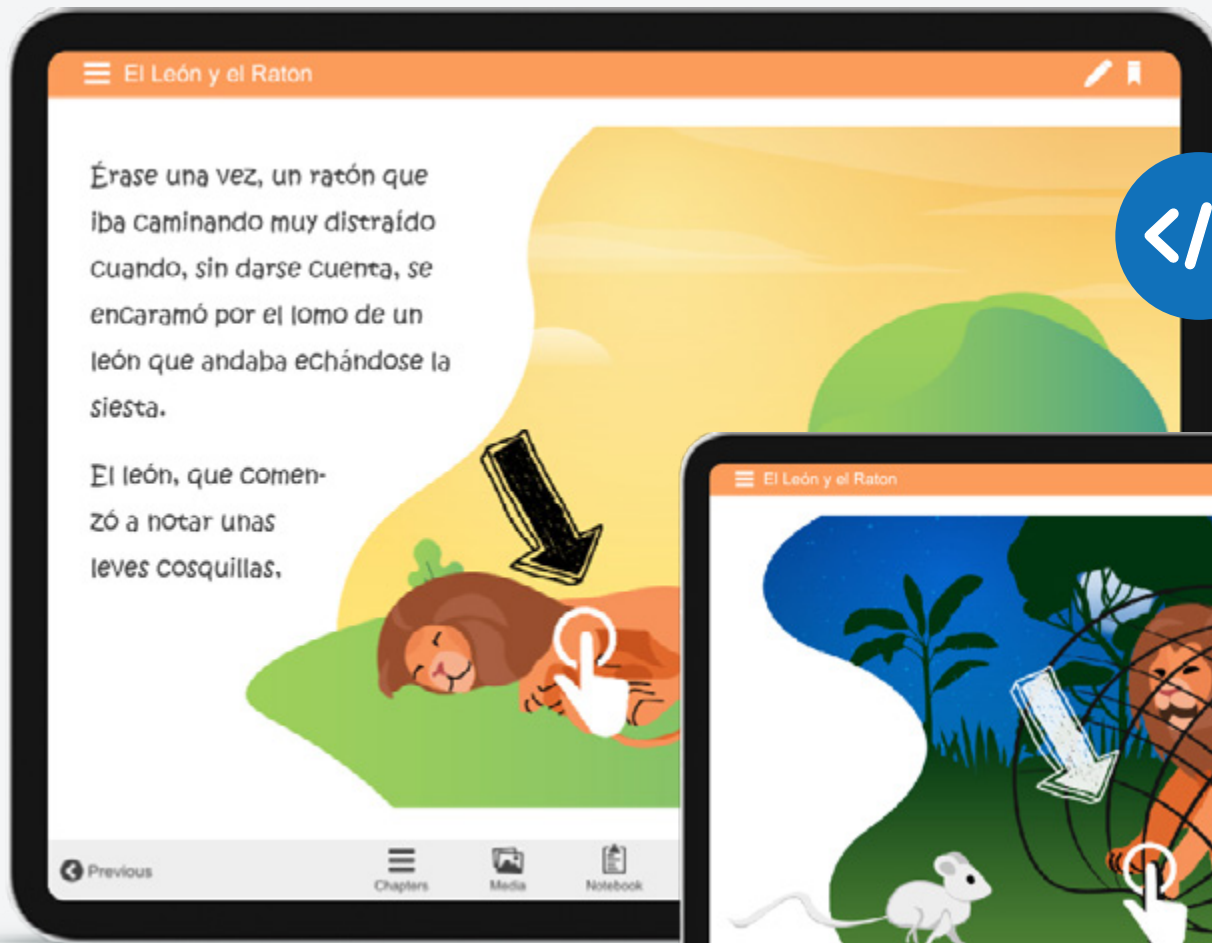 El León y el Raton
Érase una vez, un ratón que
iba caminando muy distraído
cuando, sin darse cuenta, se
encaramó por el lomo de un
león que andaba echándose la
siesta.
El león, que comen-
zó a notar unas
leves cosquillas,
Previous
Chapters
Media
Notebook
</
El León y el Raton